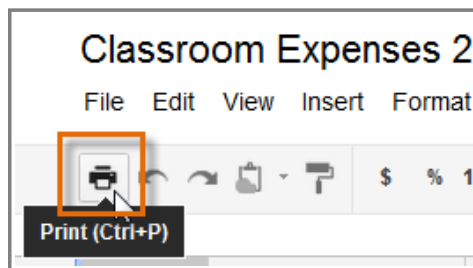 Classroom Expenses 2
File Edit View Insert Format
$ % 1
Print (Ctrl+P)